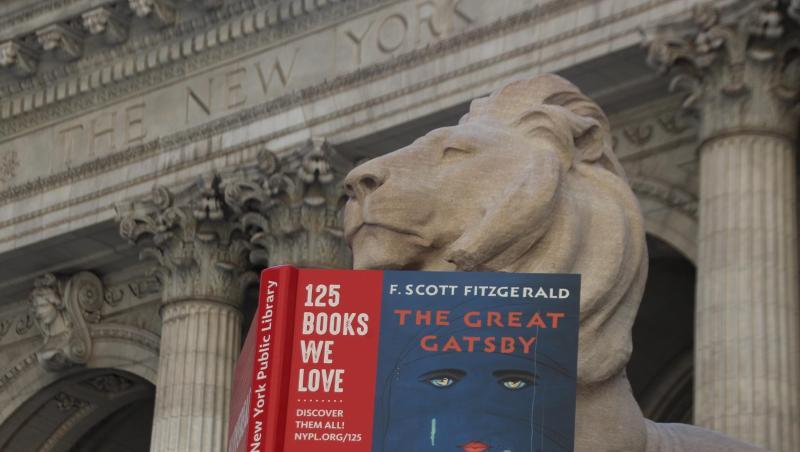 THE NEW YORK
New York Public Library
125
BOOKS
WE
LOVE
DISCOVER
THEM ALL!
NYPL.ORG/125
F. SCOTT FITZGERALD
THE GREAT
GATSBY